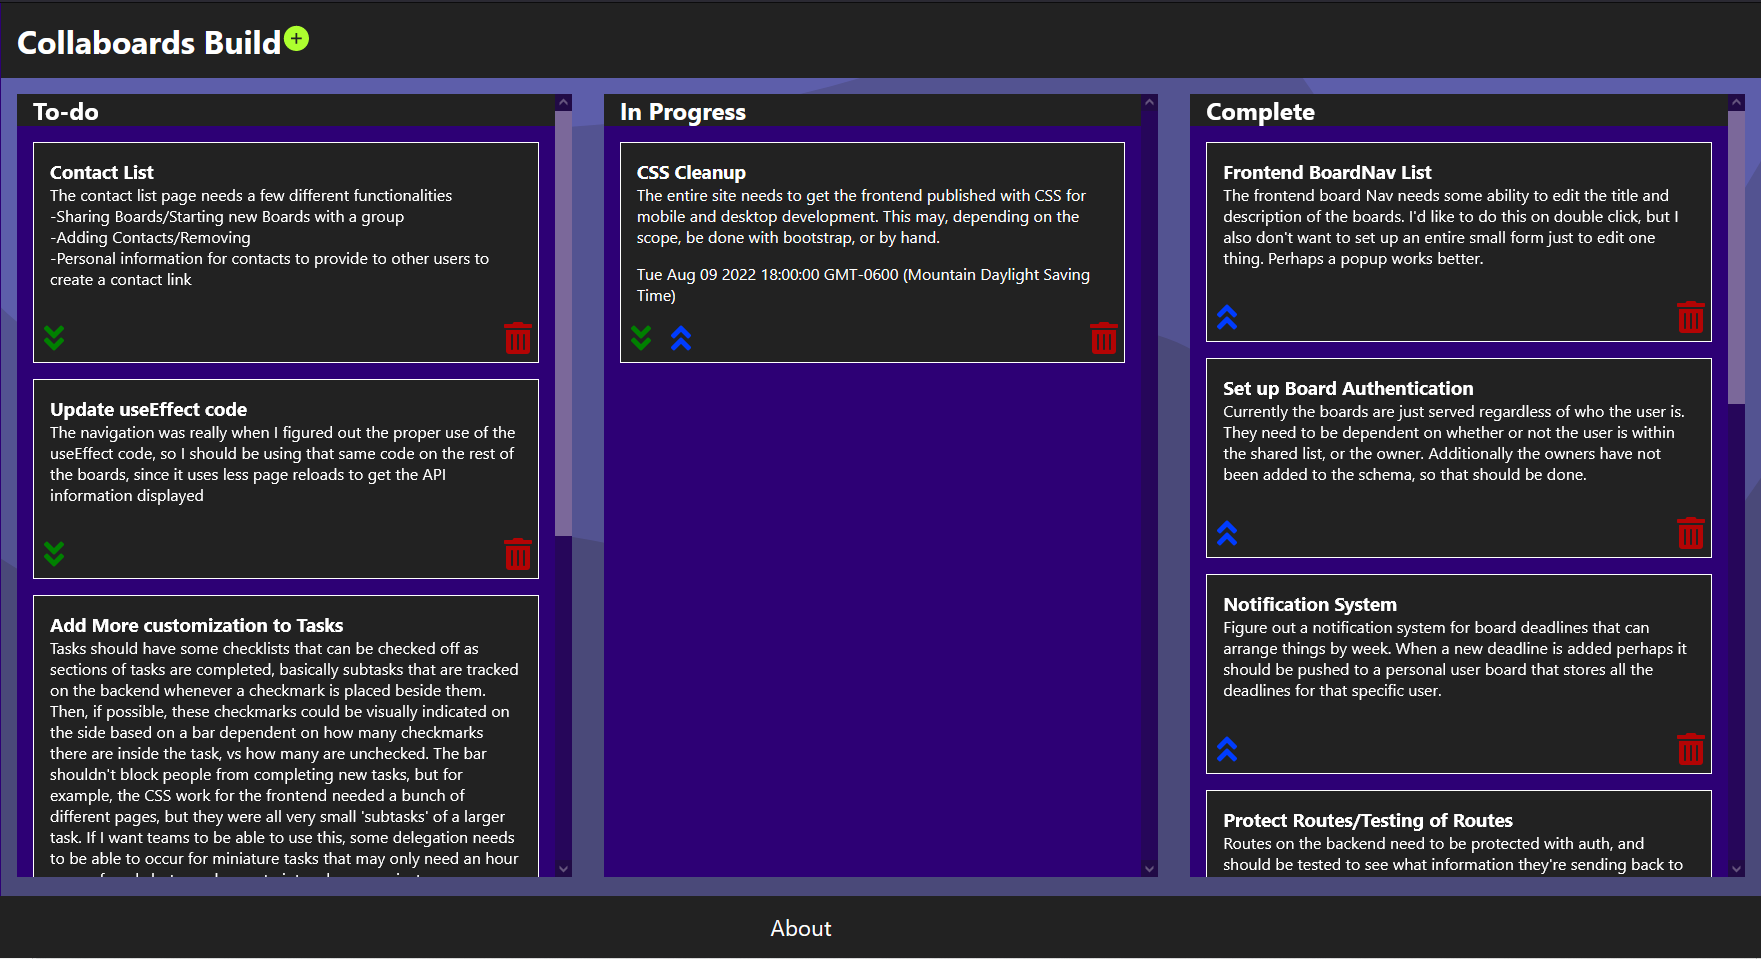 Collaboards Build
To-do
Contact List
The contact list page needs a few different functionalities
-Sharing Boards/Starting new Boards with a group
-Adding Contacts/Removing
-Personal information for contacts to provide to other users to
create a contact link
Update useEffect code
The navigation was really when I figured out the proper use of the
useEffect code, so I should be using that same code on the rest of
the boards, since it uses less page reloads to get the API
information displayed
Add More customization to Tasks
Tasks should have some checklists that can be checked off as
sections of tasks are completed, basically subtasks that are tracked
on the backend whenever a checkmark is placed beside them.
Then, if possible, these checkmarks could be visually indicated on
the side based on a bar dependent on how many checkmarks
there are inside the task, vs how many are unchecked. The bar
shouldn't block people from completing new tasks, but for
example, the CSS work for the frontend needed a bunch of
different pages, but they were all very small 'subtasks' of a larger
task. If I want teams to be able to use this, some delegation needs
to be able to occur for miniature tasks that may only need an hour
In Progress
CSS Cleanup
The entire site needs to get the frontend published with CSS for
mobile and desktop development. This may, depending on the
scope, be done with bootstrap, or by hand.
Tue Aug 09 2022 18:00:00 GMT-0600 (Mountain Daylight Saving
Time)
Complete
Frontend BoardNav List
The frontend board Nav needs some ability to edit the title and
description of the boards. I'd like to do this on double click, but I
also don't want to set up an entire small form just to edit one
thing. Perhaps a popup works better.
Set up Board Authentication
Currently the boards are just served regardless of who the user is.
They need to be dependent on whether or not the user is within
the shared list, or the owner. Additionally the owners have not
been added to the schema, so that should be done.
Notification System
Figure out a notification system for board deadlines that can
arrange things by week. When a new deadline is added perhaps it
should be pushed to a personal user board that stores all the
deadlines for that specific user.
Protect Routes/Testing of Routes
Routes on the backend need to be protected with auth, and
should be tested to see what information they're sending back to
About